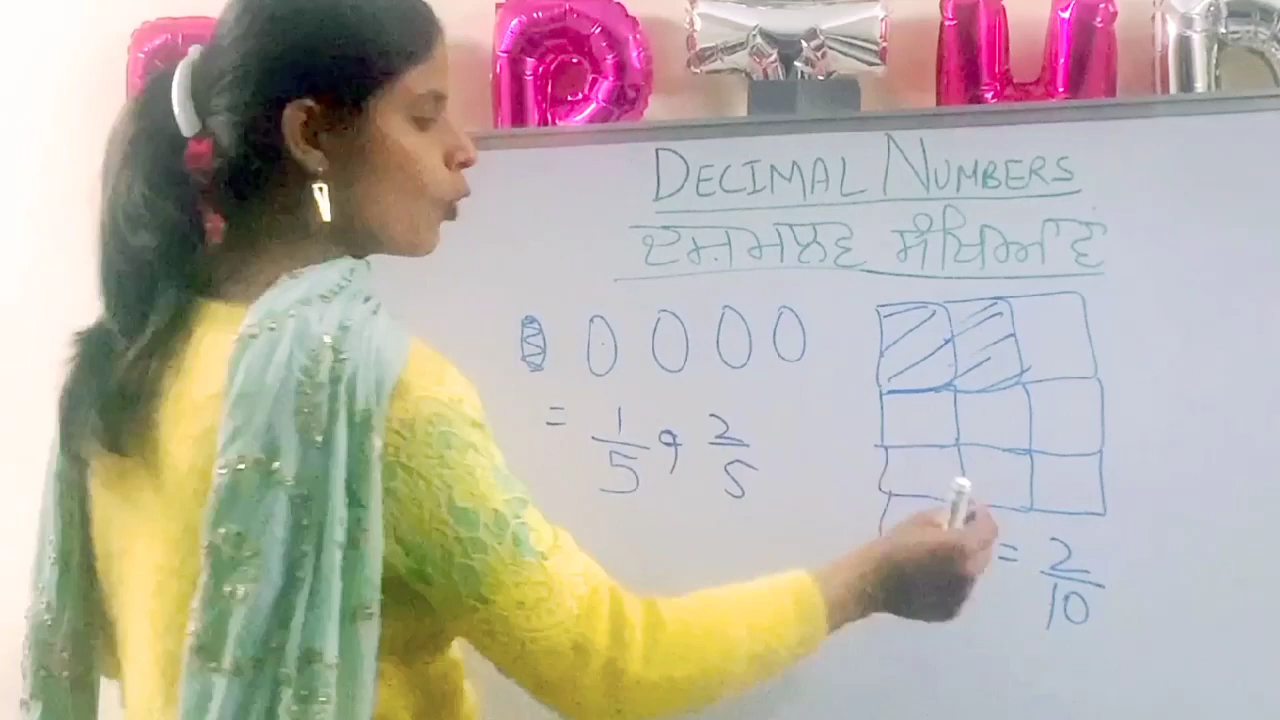 DECIMAL NUMBERS
ਦਸ਼ਮਲਵ ਸੰਖਿਆਵਾਂ
= 1/5, 2/5
= 2/10